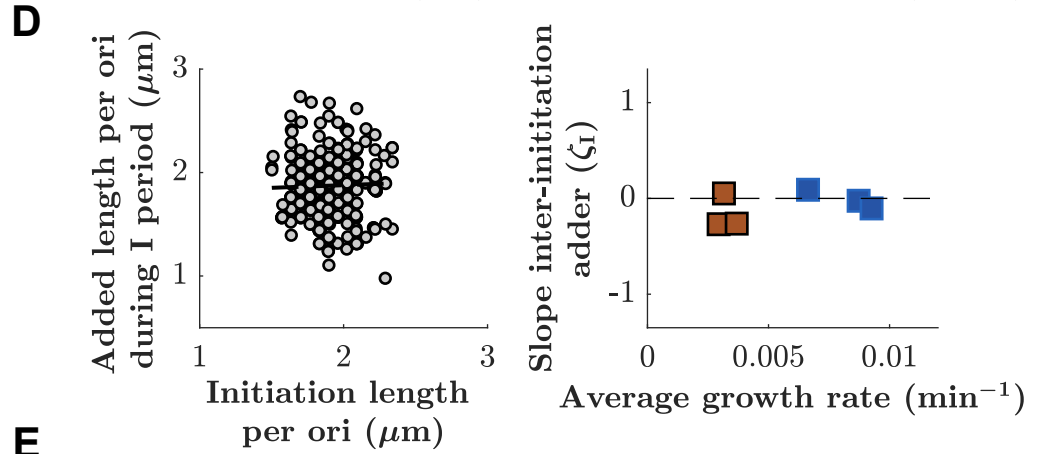 D
Added length per ori
during I period (μm)
3
2
1
1
2
3
Initiation length
per ori (μm)
Slope inter-inititation
adder (ζI)
1
0
-1
0
0.005
0.01
Average growth rate (min⁻¹)
E